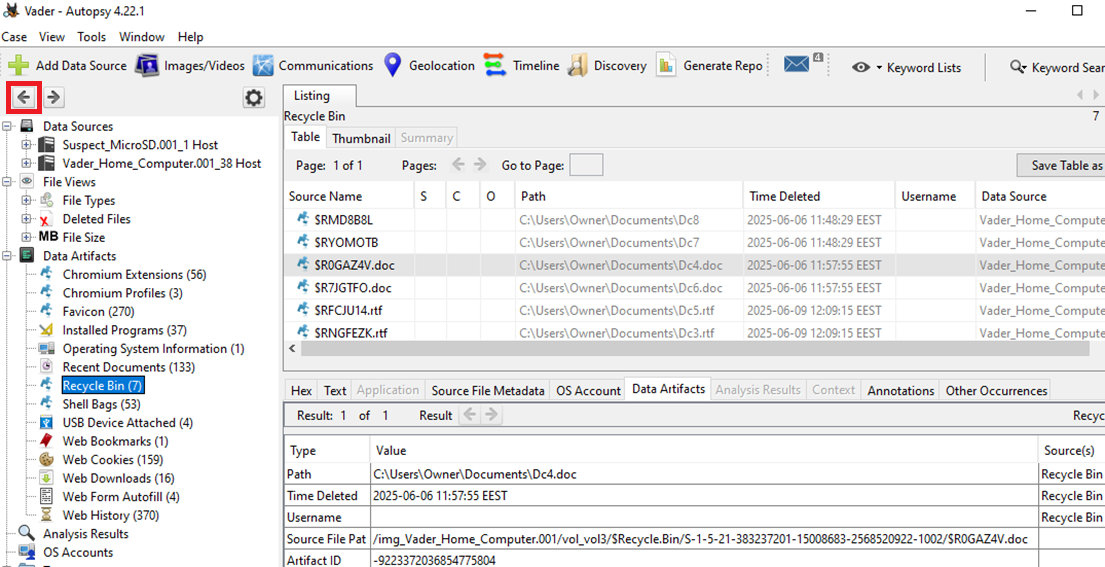 Vader - Autopsy 4.22.1
Case View Tools Window Help
Add Data Source Images/Videos Communications Geolocation Timeline Discovery Generate Repo 4 Keyword Lists Keyword Sear
Data Sources
Suspect_MicroSD.001_1 Host
Vader_Home_Computer.001_38 Host
File Views
File Types
Deleted Files
MB File Size
Data Artifacts
Chromium Extensions (56)
Chromium Profiles (3)
Favicon (270)
Installed Programs (37)
Operating System Information (1)
Recent Documents (133)
Recycle Bin (7)
Shell Bags (53)
USB Device Attached (4)
Web Bookmarks (1)
Web Cookies (159)
Web Downloads (16)
Web Form Autofill (4)
Web History (370)
Analysis Results
OS Accounts
Listing
Recycle Bin 7
Table Thumbnail Summary
Page: 1 of 1 Pages: Go to Page: Save Table as
Source Name S C O Path Time Deleted Username Data Source
$RMD8B8L C:\Users\Owner\Documents\Dc8 2025-06-06 11:48:29 EEST Vader_Home_Compute
$RYOMOTB C:\Users\Owner\Documents\Dc7 2025-06-06 11:48:29 EEST Vader_Home_Compute
$R0GAZ4V.doc C:\Users\Owner\Documents\Dc4.doc 2025-06-06 11:57:55 EEST Vader_Home_Compute
$R7JGTFO.doc C:\Users\Owner\Documents\Dc6.doc 2025-06-06 11:57:55 EEST Vader_Home_Compute
$RFCJU14.rtf C:\Users\Owner\Documents\Dc5.rtf 2025-06-09 12:09:15 EEST Vader_Home_Compute
$RNGFEZK.rtf C:\Users\Owner\Documents\Dc3.rtf 2025-06-09 12:09:15 EEST Vader_Home_Compute
Hex Text Application Source File Metadata OS Account Data Artifacts Analysis Results Context Annotations Other Occurrences
Result: 1 of 1 Result Recyc
Type Value Source(s)
Path C:\Users\Owner\Documents\Dc4.doc Recycle Bin
Time Deleted 2025-06-06 11:57:55 EEST Recycle Bin
Username Recycle Bin
Source File Pat /img_Vader_Home_Computer.001/vol_vol3/$Recycle.Bin/S-1-5-21-383237201-15008683-2568520922-1002/$R0GAZ4V.doc
Artifact ID -9223372036854775804